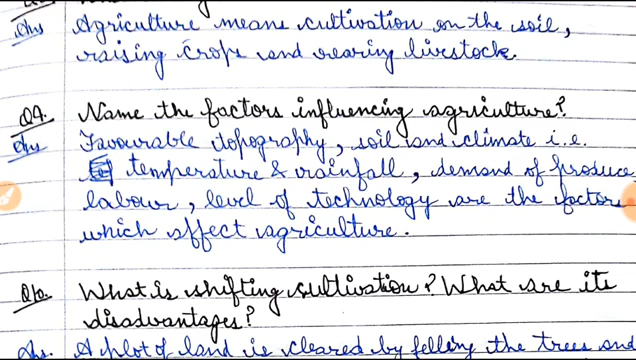 Ans Agriculture means cultivation on the soil,
raising crops and rearing livestock.
Q9. Name the factors influencing agriculture?
Ans Favourable topography, soil and climate i.e.
temperature & rainfall, demand of produce,
labour, level of technology are the factors
which affect agriculture.
Q10. What is shifting cultivation? What are its
disadvantages?
Ans. A plot of land is cleared by felling the trees and